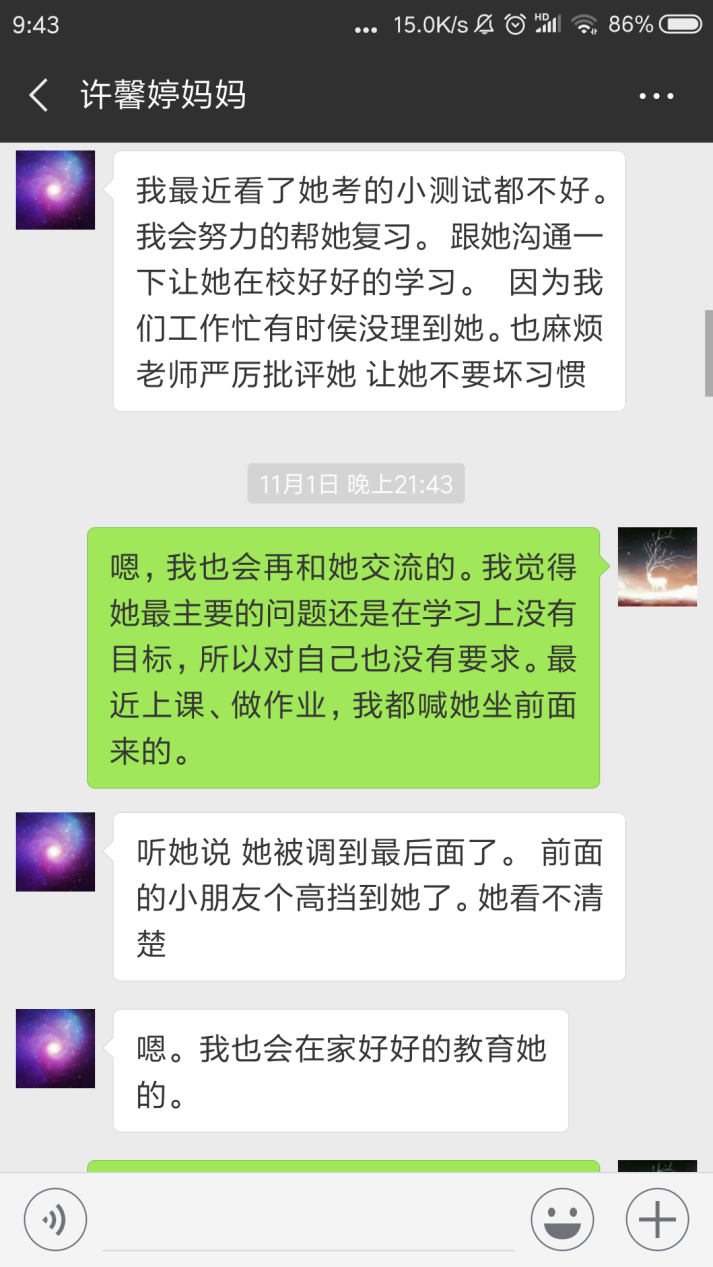 9:43
... 15.0K/s HD 86%
许馨婷妈妈
我最近看了她考的小测试都不好。
我会努力的帮她复习。 跟她沟通一
下让她在校好好的学习。 因为我
们工作忙有时侯没理到她。也麻烦
老师严厉批评她 让她不要坏习惯
11月1日 晚上21:43
嗯，我也会再和她交流的。我觉得
她最主要的问题还是在学习上没有
目标，所以对自己也没有要求。最
近上课、做作业，我都喊她坐前面
来的。
听她说 她被调到最后面了。 前面
的小朋友个高挡到她了。她看不清
楚
嗯。我也会在家好好的教育她
的。